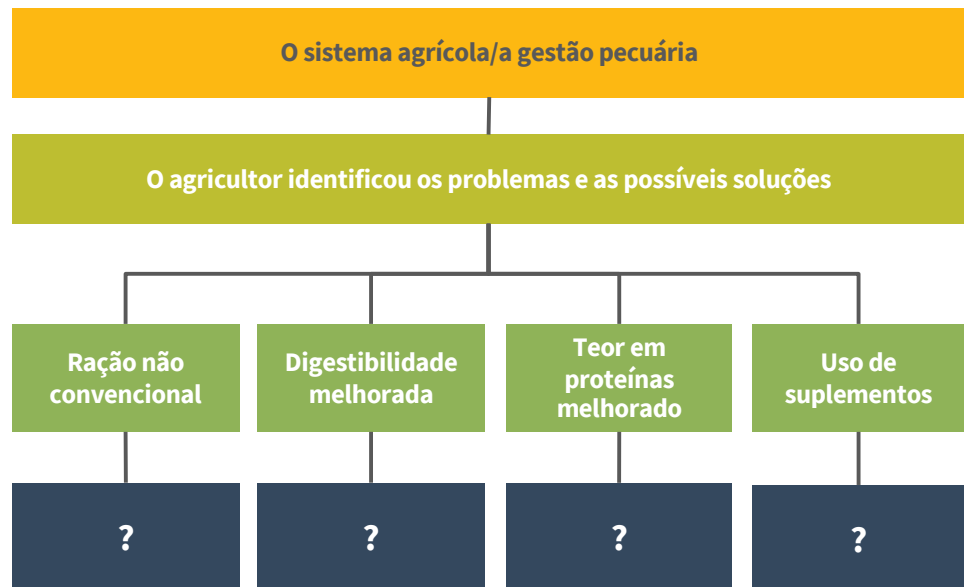 O sistema agrícola/a gestão pecuária
O agricultor identificou os problemas e as possíveis soluções
Ração não
convencional
Digestibilidade
melhorada
Teor em
proteínas
melhorado
Uso de
suplementos
?
?
?
?